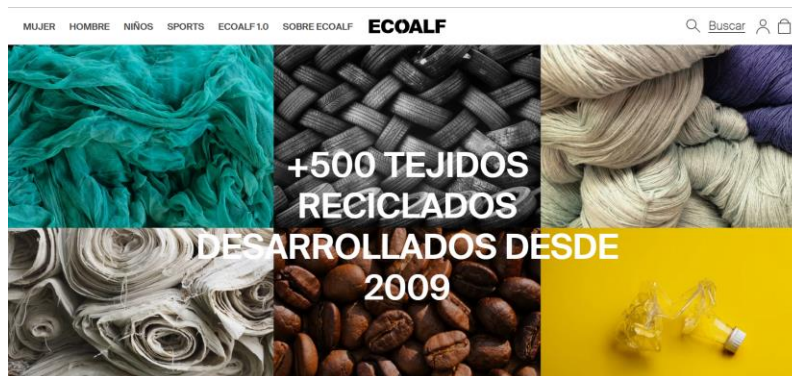 MUJER HOMBRE NIÑOS SPORTS ECOALF 1.0 SOBRE ECOALF ECOALF Buscar
+500 TEJIDOS
RECICLADOS
DESARROLLADOS DESDE
2009